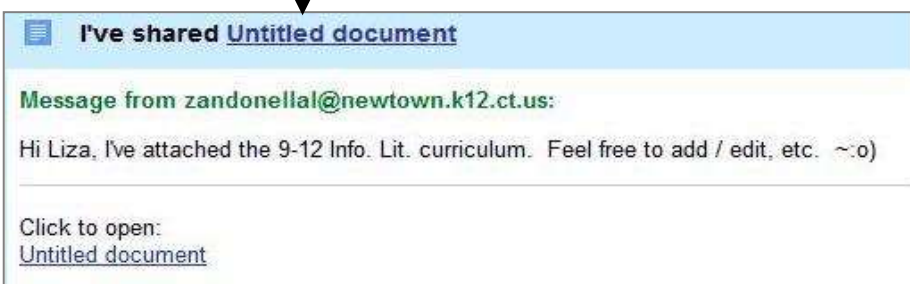 I've shared Untitled document
Message from zandonellal@newtown.k12.ct.us:
Hi Liza, I've attached the 9-12 Info. Lit. curriculum. Feel free to add / edit, etc. ~:o)
Click to open:
Untitled document